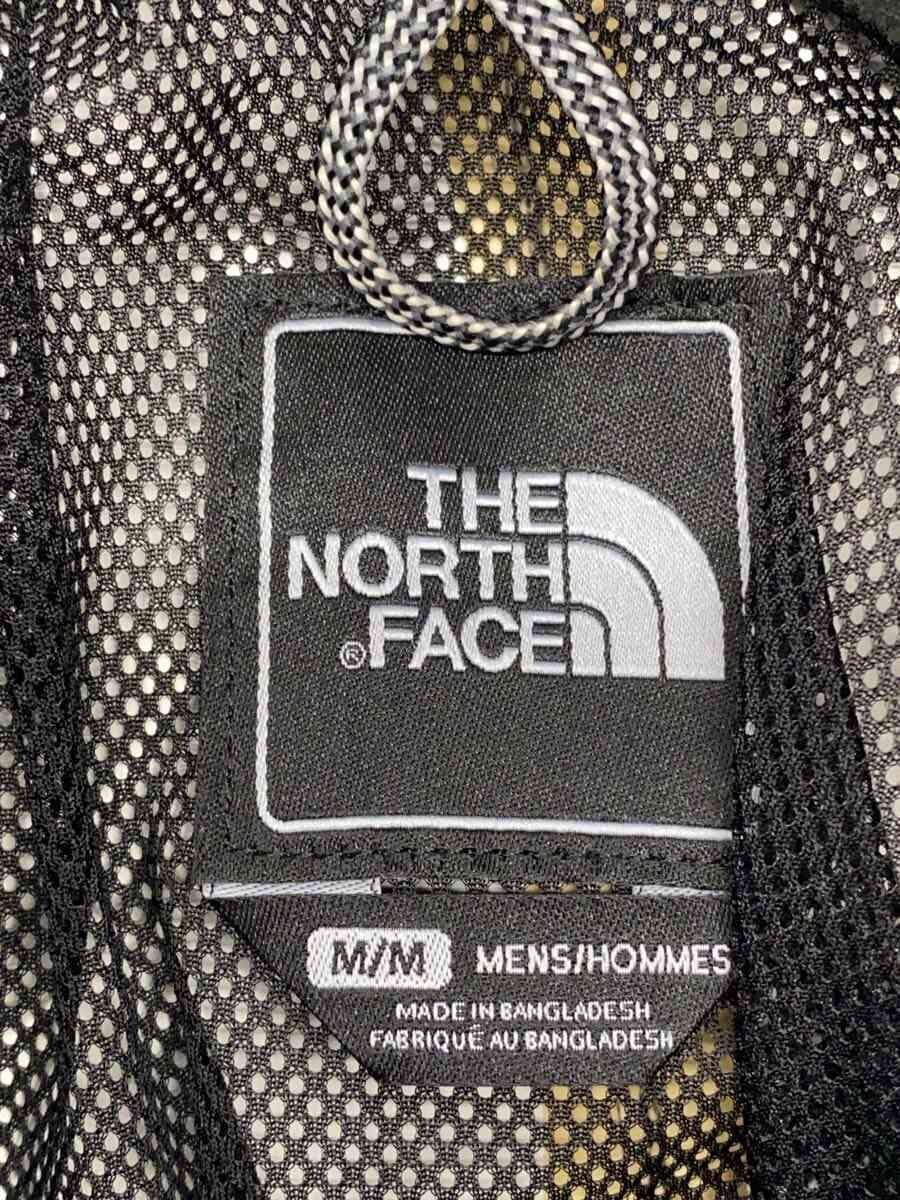 THE
NORTH
®FACE
M/M MENS/HOMMES
MADE IN BANGLADESH
FABRIQUÉ AU BANGLADESH